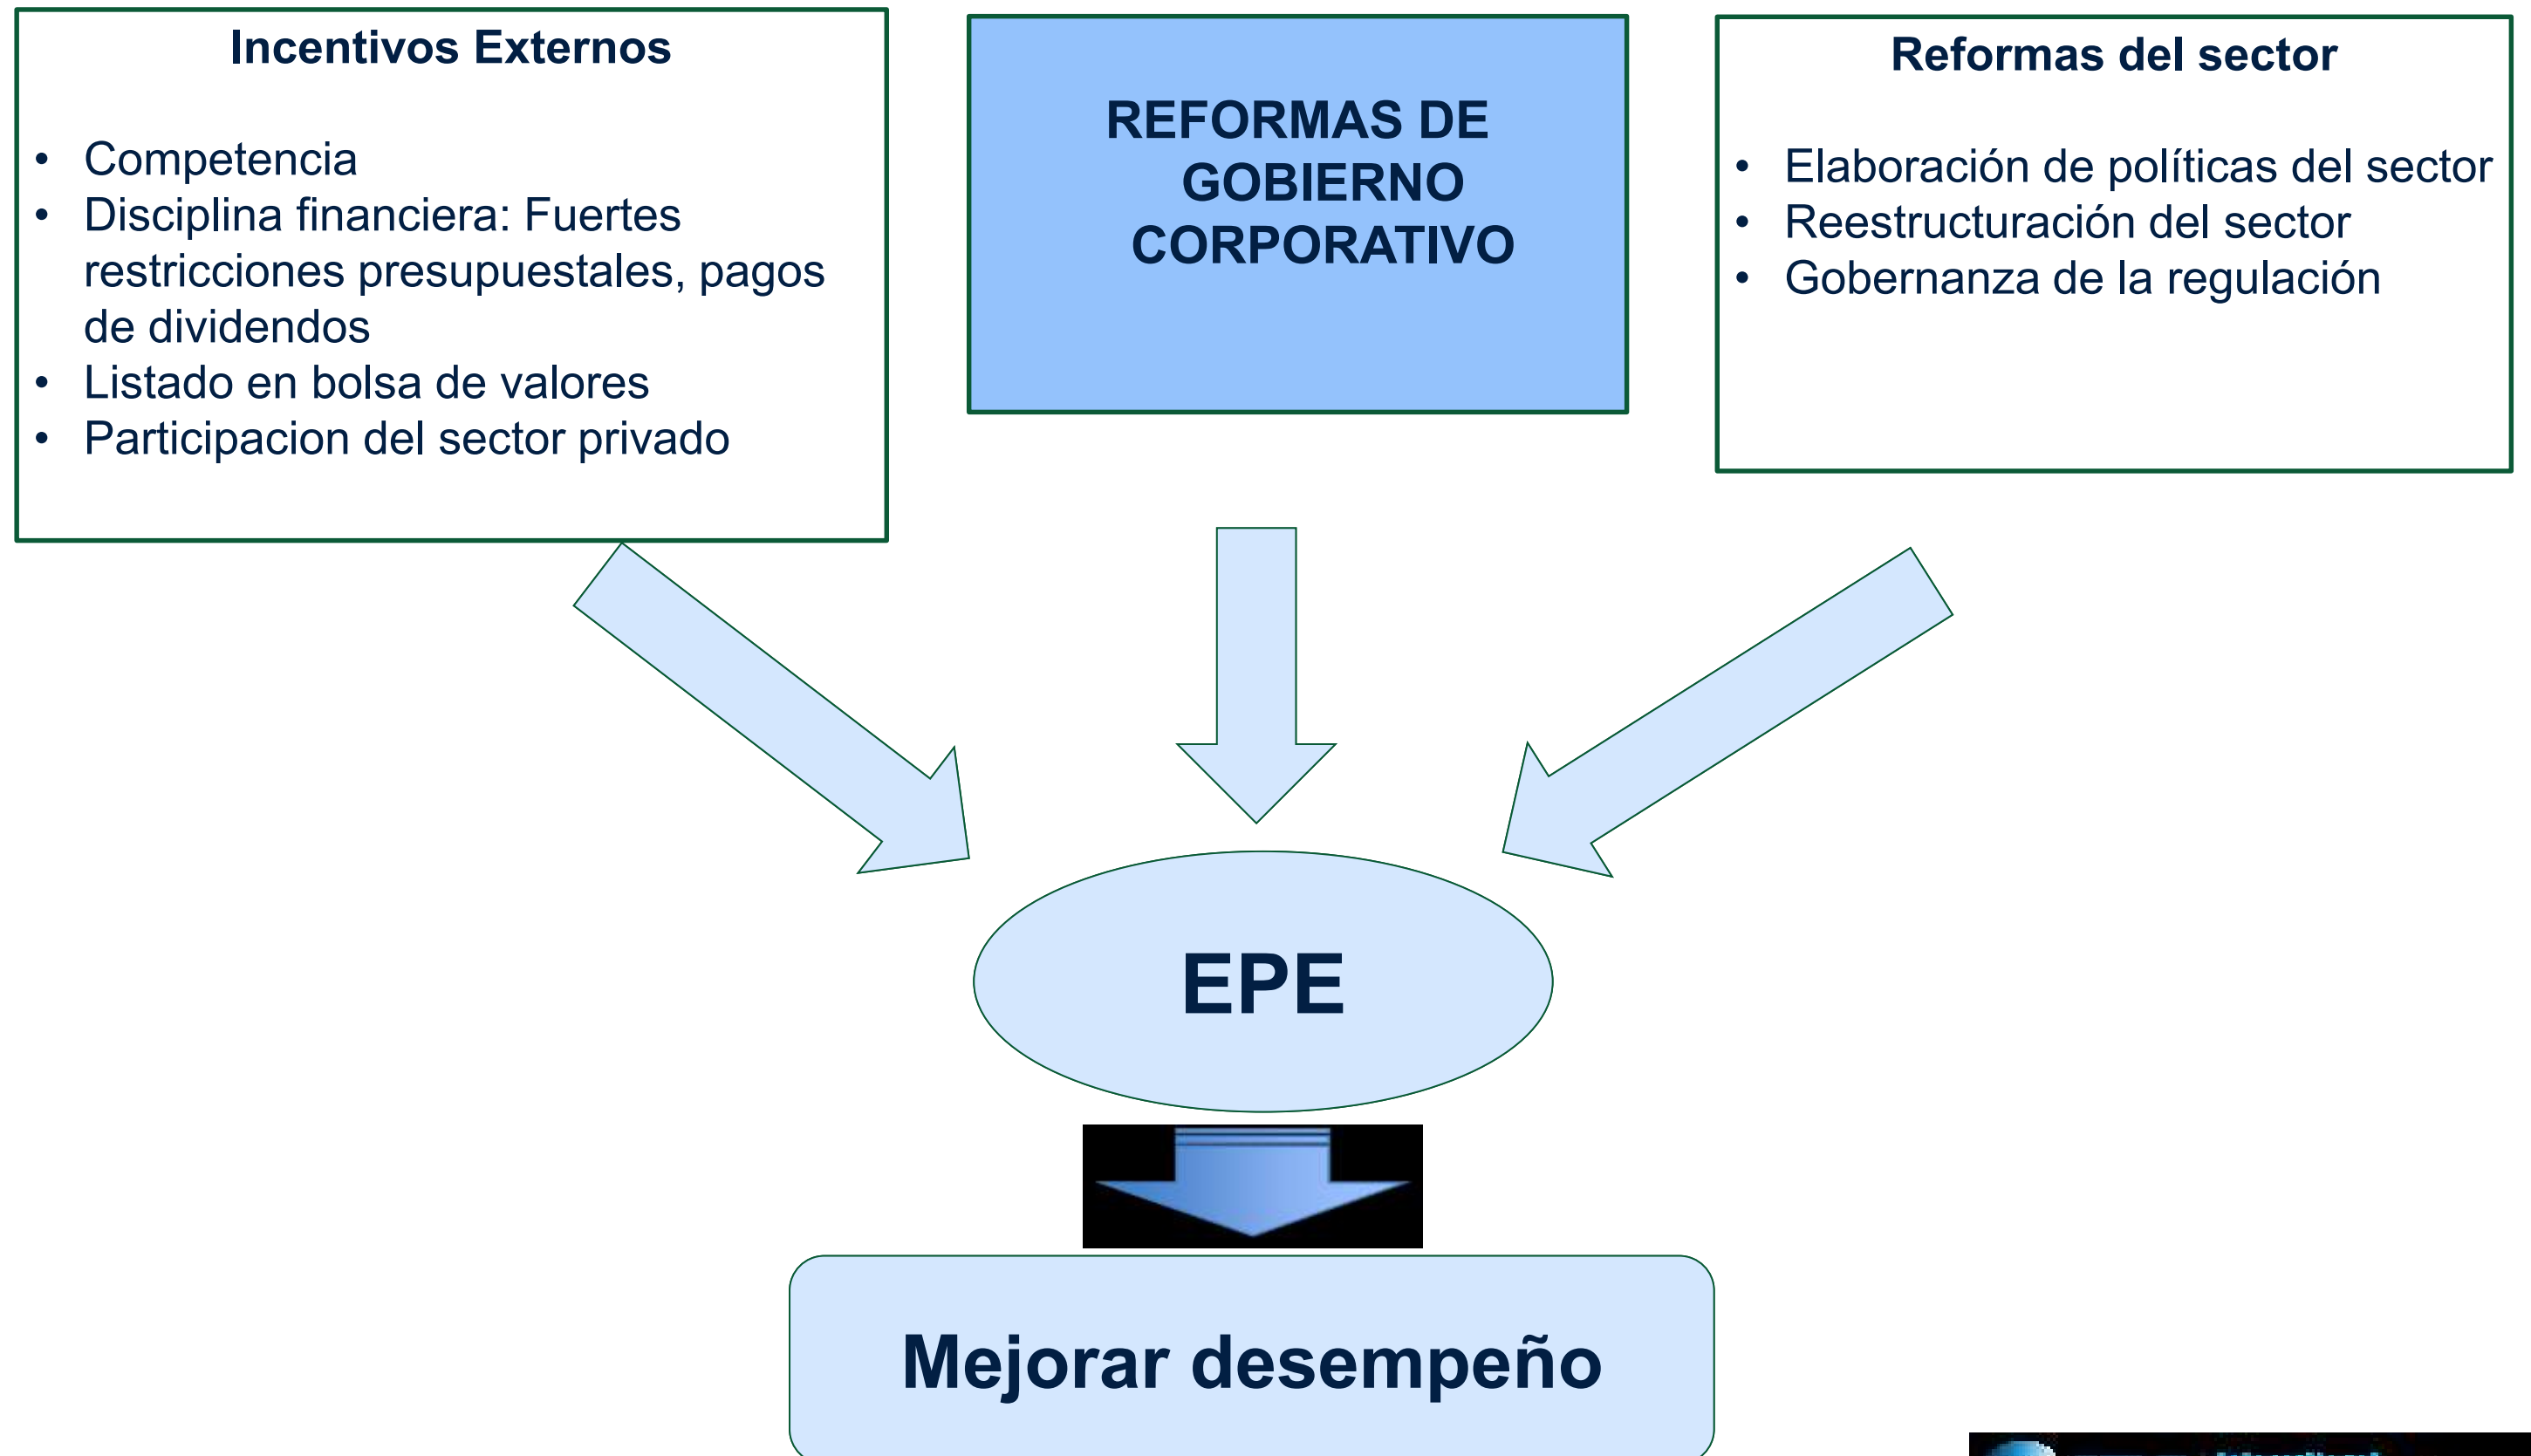 Incentivos Externos
• Competencia
• Disciplina financiera: Fuertes
restricciones presupuestales, pagos
de dividendos
• Listado en bolsa de valores
• Participacion del sector privado
REFORMAS DE
GOBIERNO
CORPORATIVO
Reformas del sector
• Elaboración de políticas del sector
• Reestructuración del sector
• Gobernanza de la regulación
EPE
Mejorar desempeño